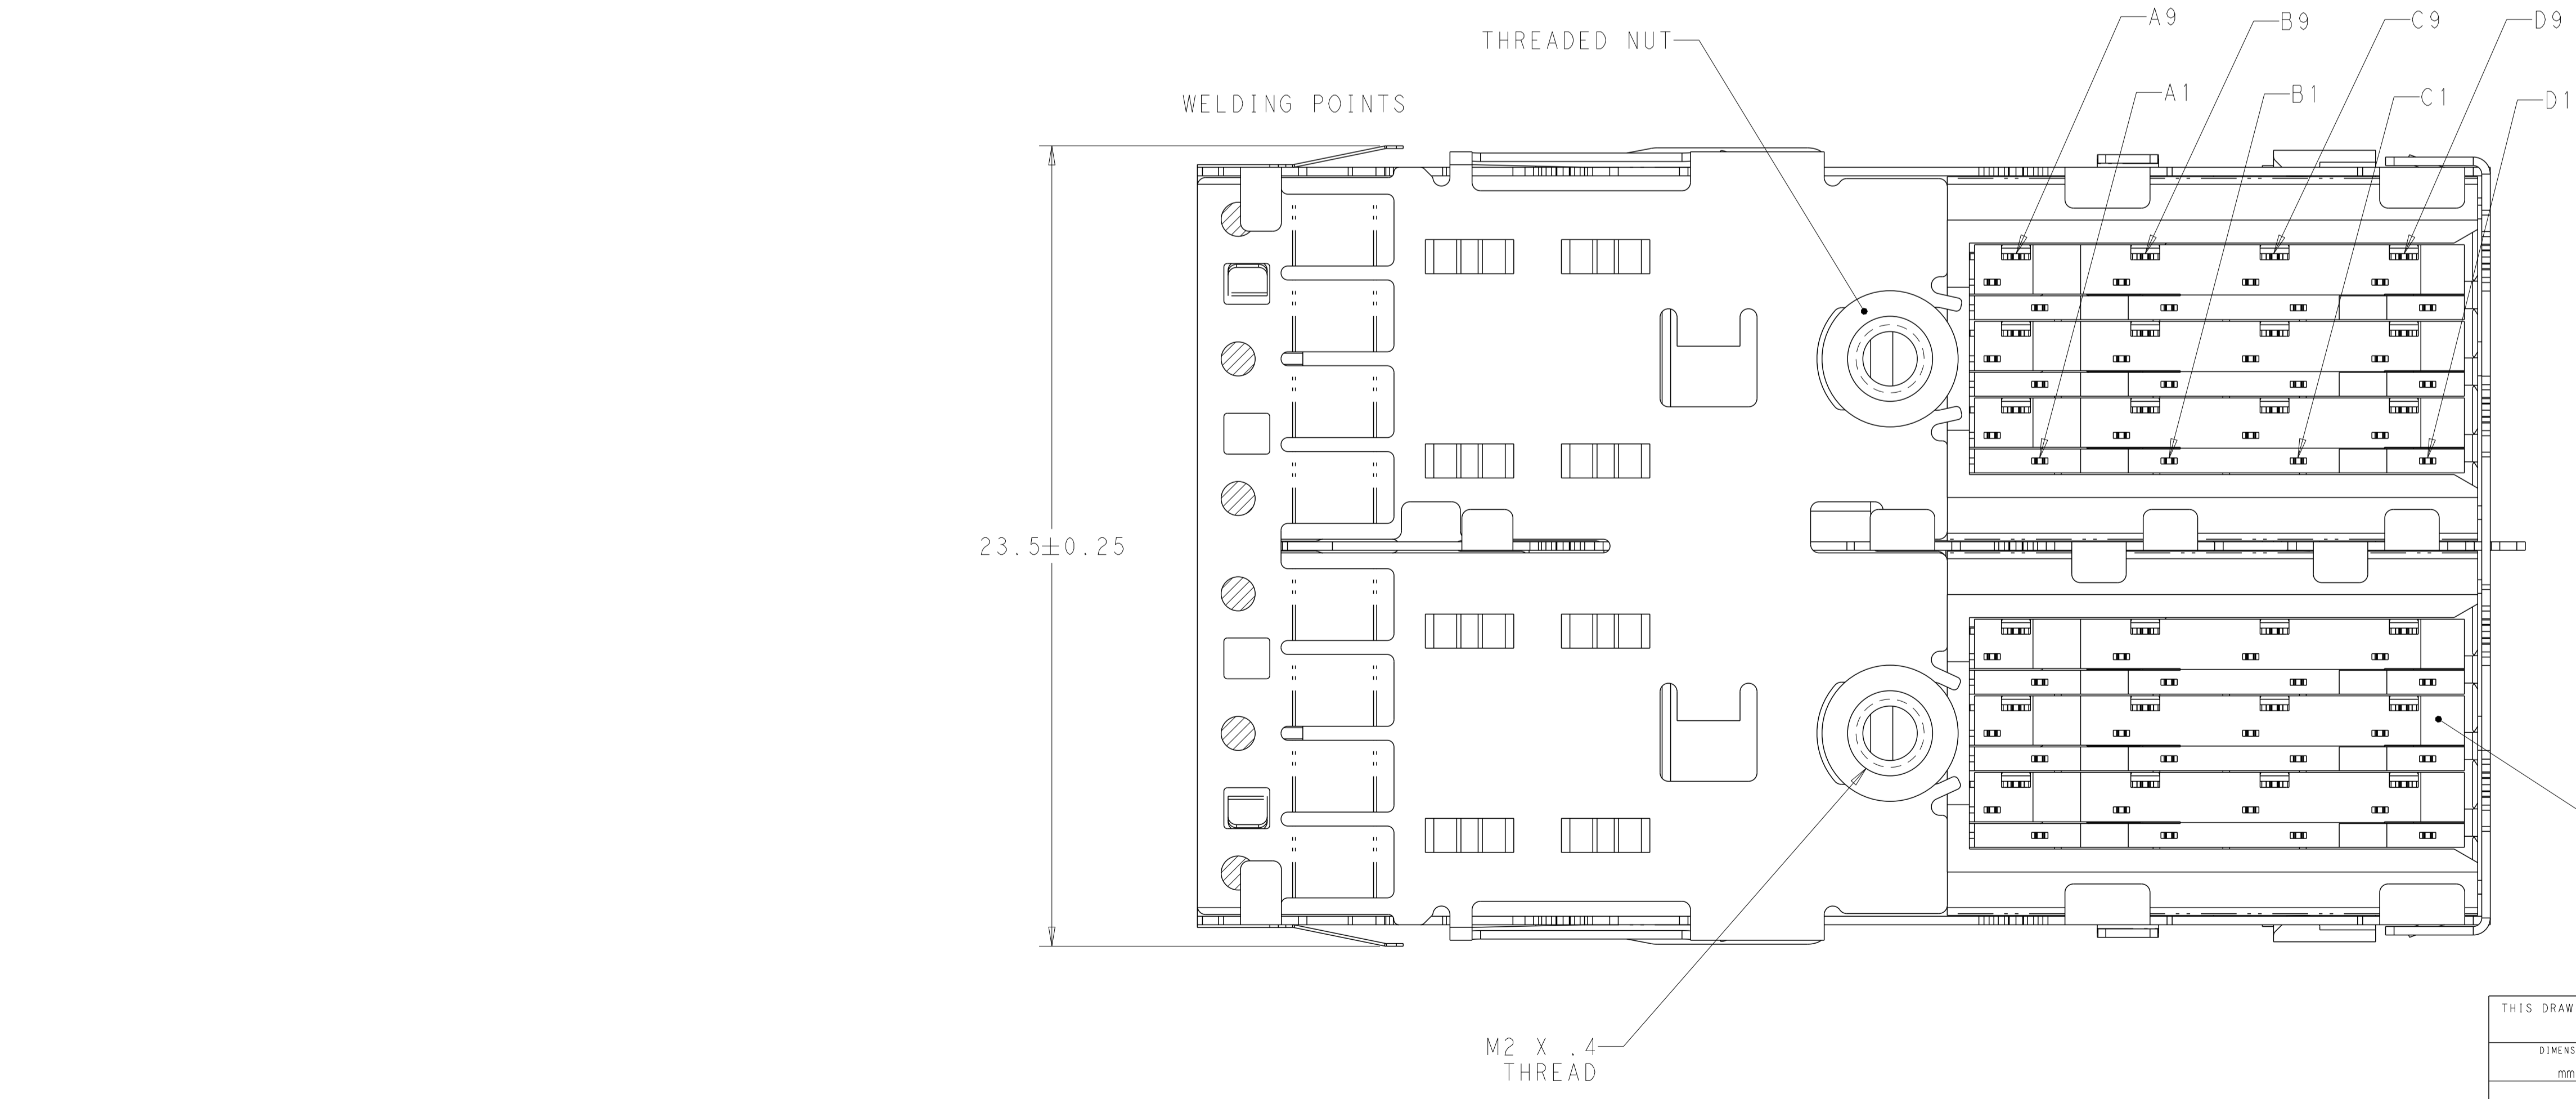 A9
B9
C9
D9
THREADED NUT
A1
B1
C1
D1
WELDING POINTS
23.5±0.25
M2 X .4
THREAD
THIS DRAW
DIMENS
mm